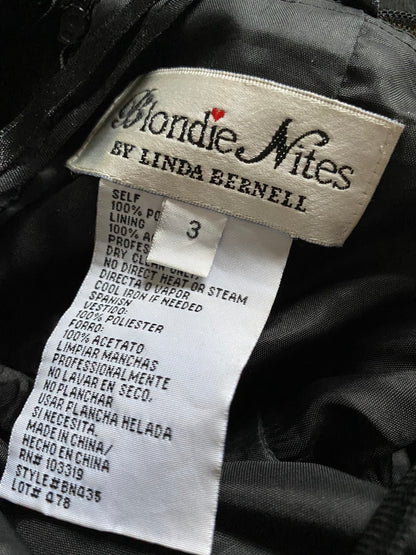 Blondie Nites
BY LINDA BERNELL
3
SELF
100% PO
LINING
100% A
PROFES
DRY CLEAN ONLY.
NO DIRECT HEAT OR STEAM
DIRECTA O VAPOR
COOL IRON IF NEEDED
SPANISH
VESTIDO:
100% POLIESTER
FORRO:
100% ACETATO
LIMPIAR MANCHAS
PROFESIONALMENTE
NO LAVAR EN SECO.
NO PLANCHAR
USAR PLANCHA HELADA
SI NECESITA
MADE IN CHINA/
HECHO EN CHINA
RN# 103319
STYLE#BN435
LOT# 478